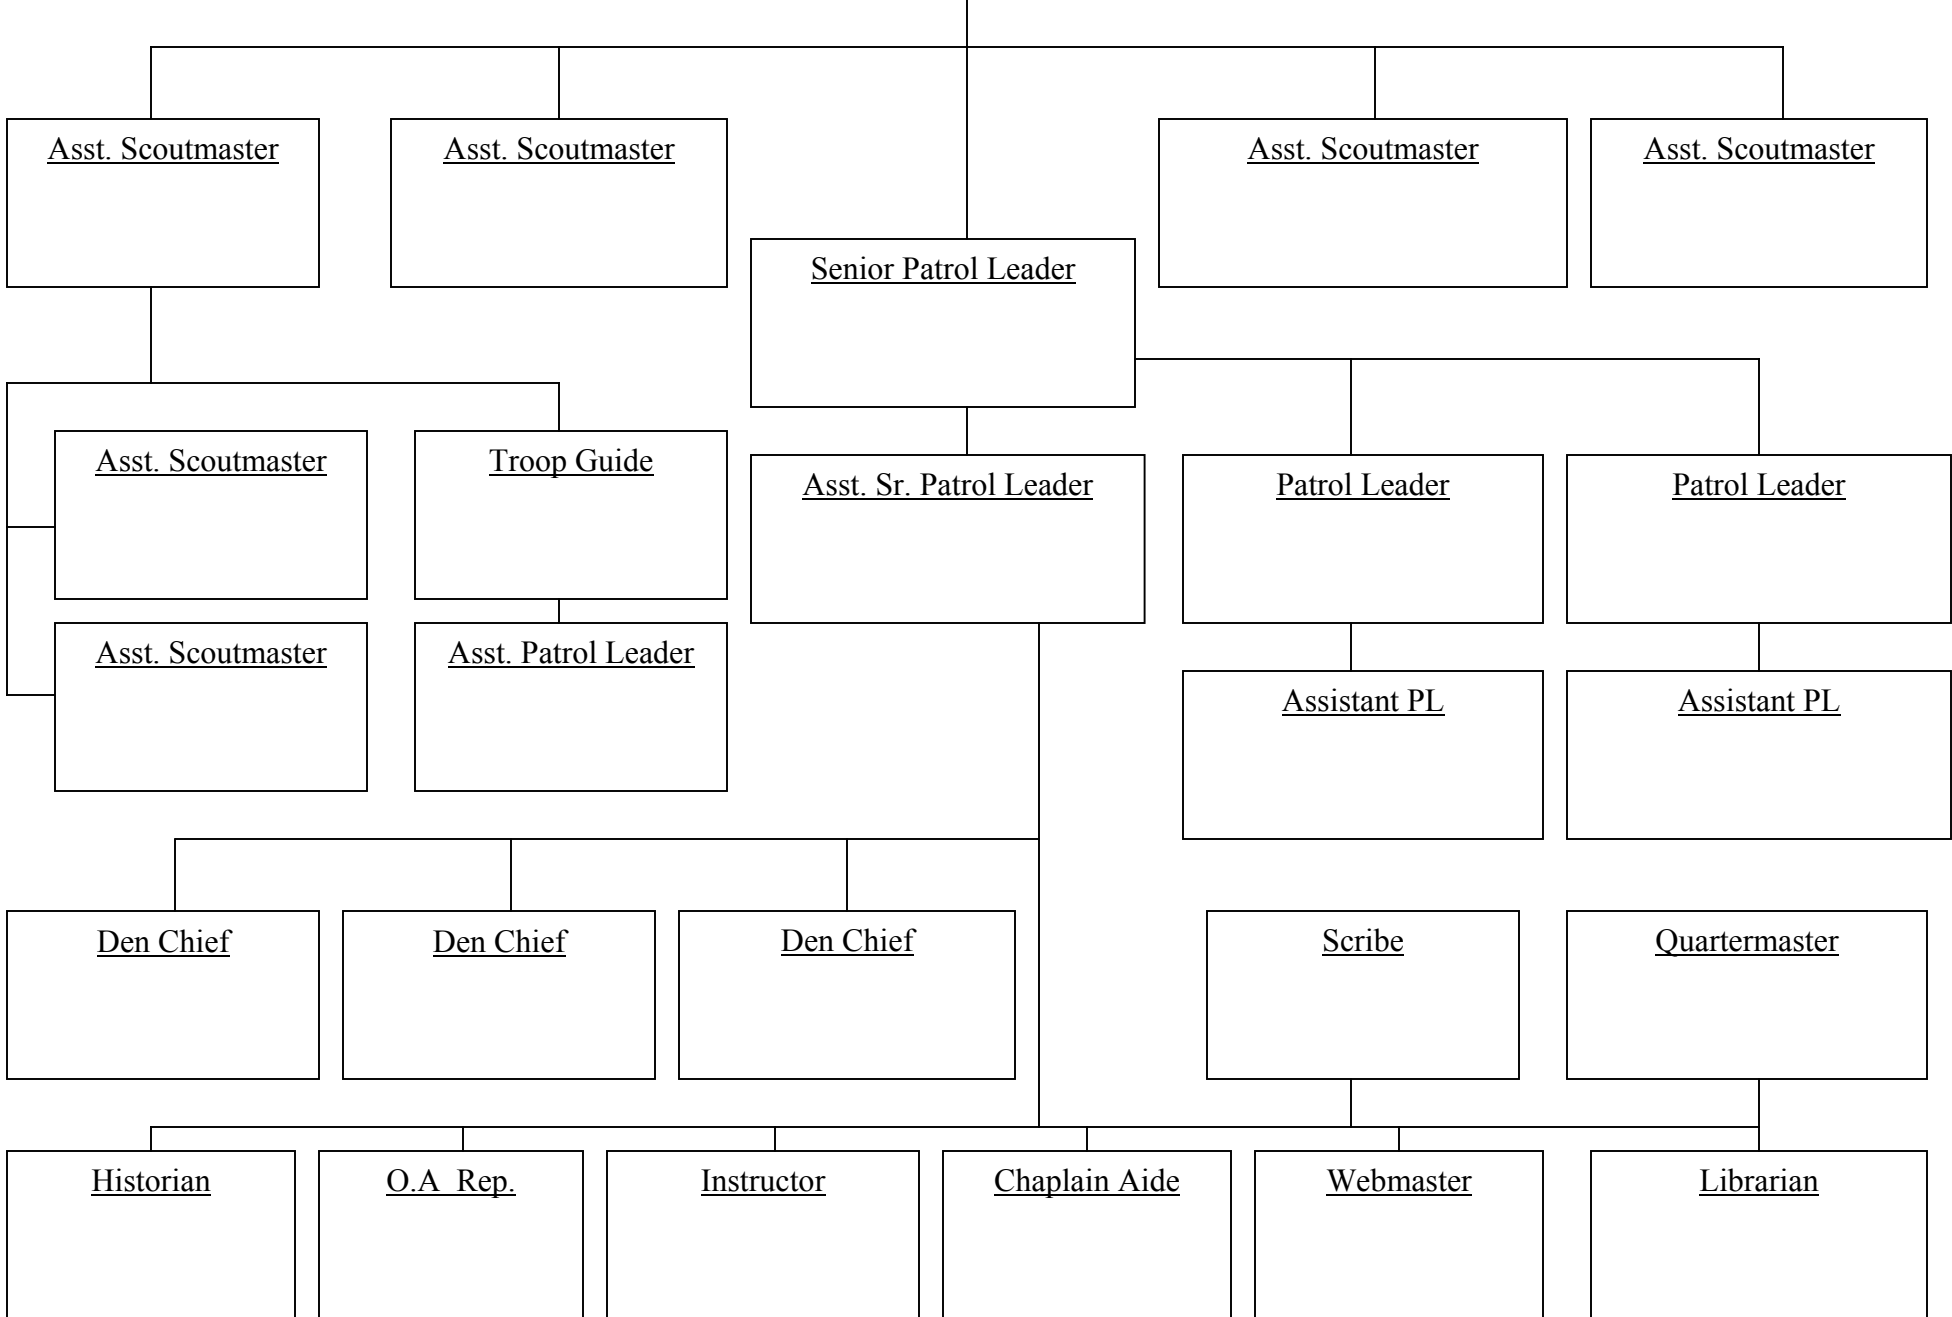 Asst. Scoutmaster
Asst. Scoutmaster
Asst. Scoutmaster
Asst. Scoutmaster
Senior Patrol Leader
Asst. Scoutmaster
Troop Guide
Asst. Sr. Patrol Leader
Patrol Leader
Patrol Leader
Asst. Scoutmaster
Asst. Patrol Leader
Assistant PL
Assistant PL
Den Chief
Den Chief
Den Chief
Scribe
Quartermaster
Historian
O.A  Rep.
Instructor
Chaplain Aide
Webmaster
Librarian